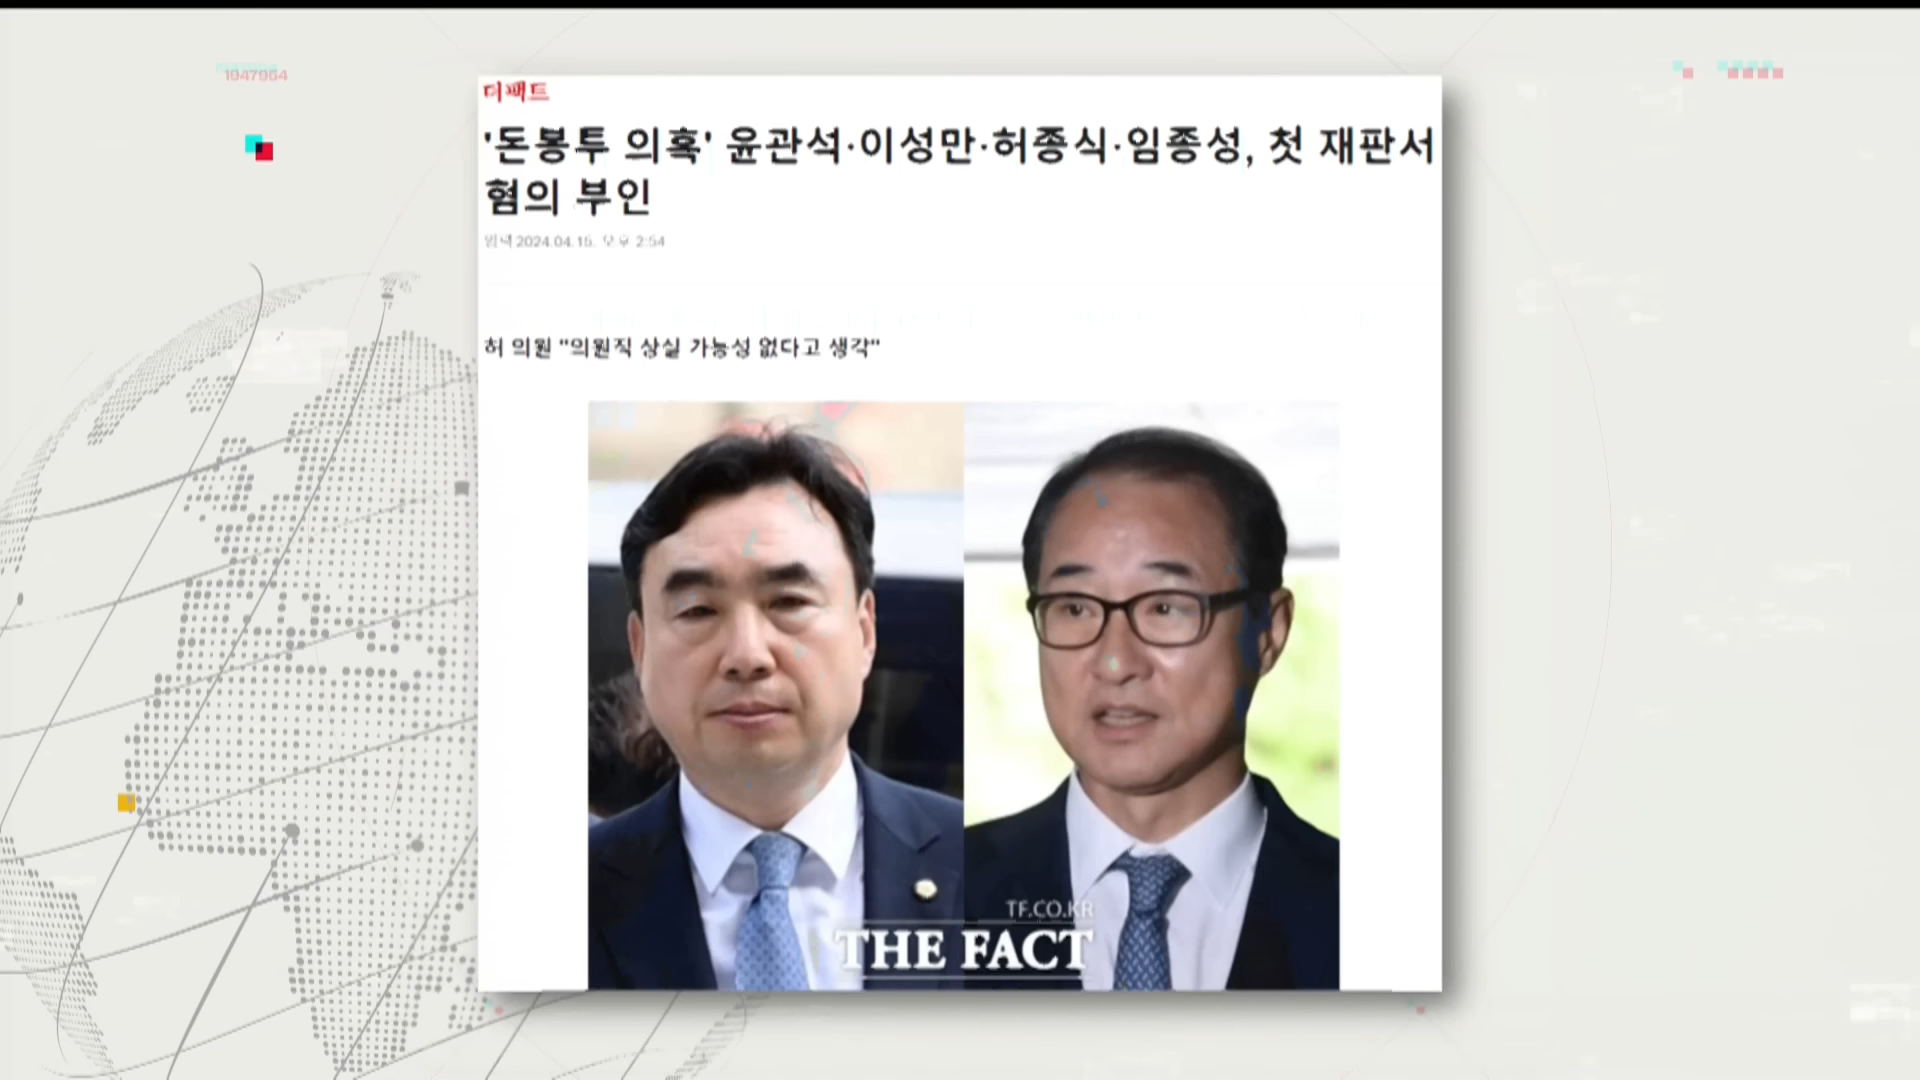 1947954
더팩트
'돈봉투 의혹' 윤관석·이성만·허종식·임종성, 첫 재판서
혐의 부인
입력 2024.04.15. 오후 2:54
허 의원 "의원직 상실 가능성 없다고 생각"
TF.CO.KR
THE FACT